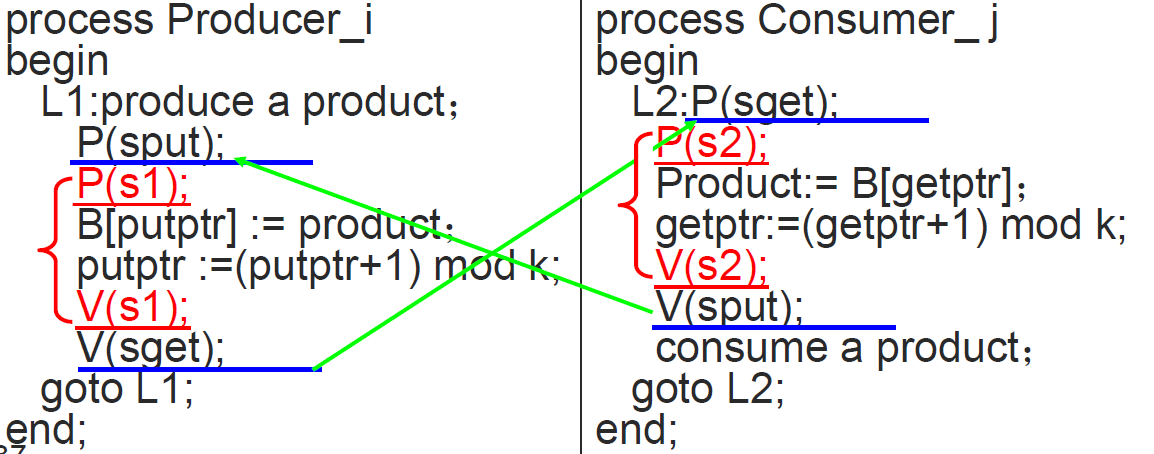 process Producer_i
begin
L1:produce a product；
P(sput);
P(s1);
B[putptr] := product；
putptr :=(putptr+1) mod k;
V(s1);
V(sget);
goto L1;
end;
process Consumer_ j
begin
L2:P(sget);
P(s2);
Product:= B[getptr]；
getptr:=(getptr+1) mod k;
V(s2);
V(sput);
consume a product；
goto L2;
end;